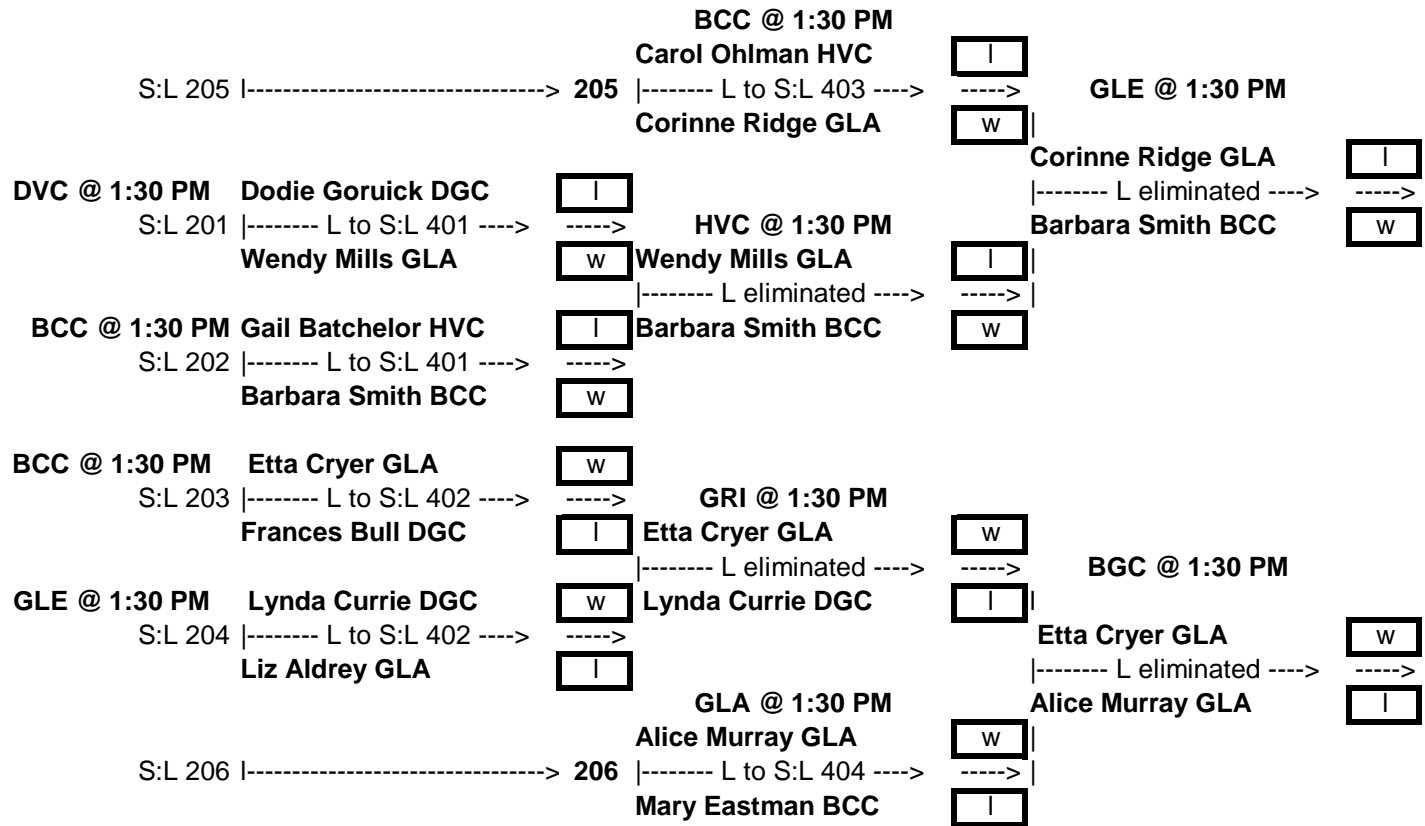 BCC @ 1:30 PM
Carol Ohlman HVC l
S:L 205 l---------------------------------> 205 |-------- L to S:L 403 ----> -----> GLE @ 1:30 PM
Corinne Ridge GLA w |
Corinne Ridge GLA l
DVC @ 1:30 PM Dodie Goruick DGC l |-------- L eliminated ----> ----->
S:L 201 |-------- L to S:L 401 ----> -----> HVC @ 1:30 PM Barbara Smith BCC w
Wendy Mills GLA w Wendy Mills GLA l |
|-------- L eliminated ----> -----> |
BCC @ 1:30 PM Gail Batchelor HVC l Barbara Smith BCC w
S:L 202 |-------- L to S:L 401 ----> ----->
Barbara Smith BCC w
BCC @ 1:30 PM Etta Cryer GLA w
S:L 203 |-------- L to S:L 402 ----> -----> GRI @ 1:30 PM
Frances Bull DGC l Etta Cryer GLA w
|-------- L eliminated ----> -----> BGC @ 1:30 PM
GLE @ 1:30 PM Lynda Currie DGC w Lynda Currie DGC l l
S:L 204 |-------- L to S:L 402 ----> -----> Etta Cryer GLA w
Liz Aldrey GLA l |-------- L eliminated ----> ----->
GLA @ 1:30 PM Alice Murray GLA l
Alice Murray GLA w |
S:L 206 l---------------------------------> 206 |-------- L to S:L 404 ----> -----> |
Mary Eastman BCC l